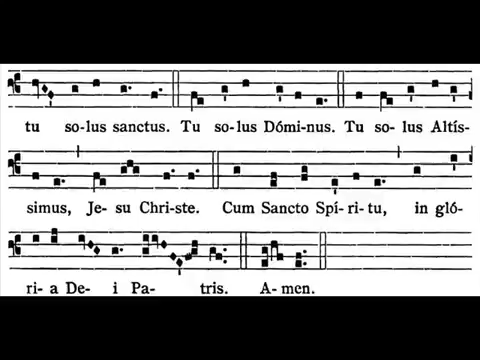 tu so-lus sanctus. Tu so-lus Dómi-nus. Tu so-lus Altís-
simus, Je-su Chri-ste. Cum Sancto Spí-ri-tu, in gló-
ri-a De-i Pa-tris. A-men.